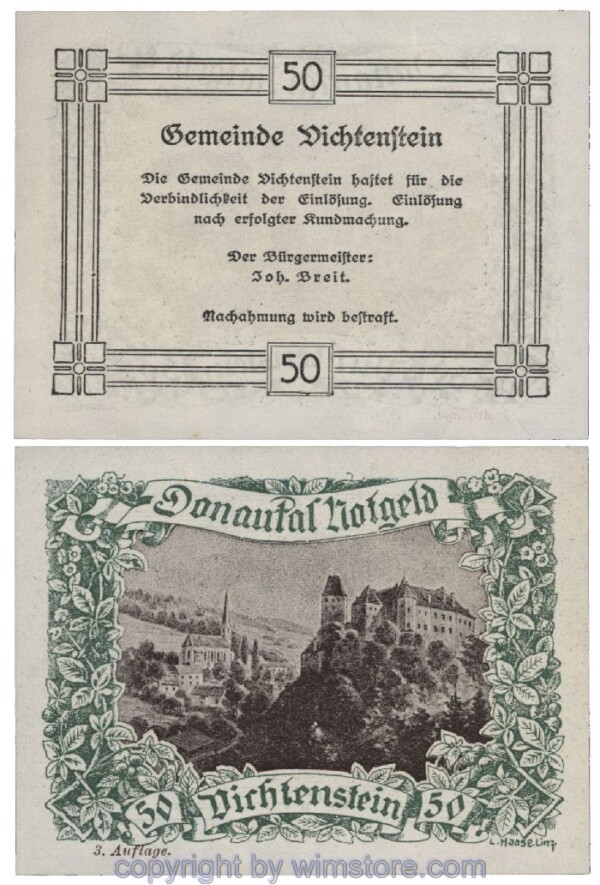 50
Gemeinde Vichtenstein
Die Gemeinde Vichtenstein haftet für die
Verbindlichkeit der Einlösung. Einlösung
nach erfolgter Kundmachung.
Der Bürgermeister:
Joh. Breit.
Nachahmung wird bestraft.
50
Donautal Notgeld
50 Vichtenstein 50
3. Auflage.
L. Haase Linz
copyright by wimstore.com